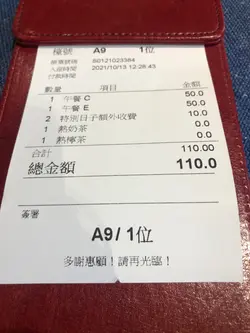 檯號 A9 1位
賬單號碼 S0121023384
入座時間 2021/10/13 12:28:43
付款時間
數量 項目 金額
1 午餐 C 50.0
1 午餐 E 50.0
2 特別日子額外收費 10.0
1 熱奶茶 0.0
1 熱檸茶 0.0
合計 110.00
總金額 110.0
簽署
A9/ 1位
多謝惠顧！請再光臨！